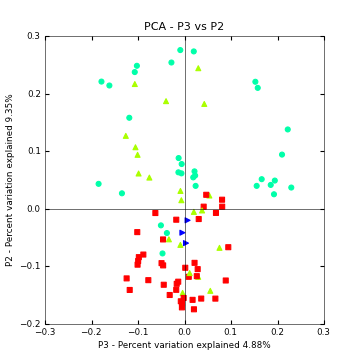 PCA - P3 vs P2
0.3
0.2
0.1
0.0
−0.1
−0.2
P2 - Percent variation explained 9.35%
−0.3 −0.2 −0.1 0.0 0.1 0.2 0.3
P3 - Percent variation explained 4.88%